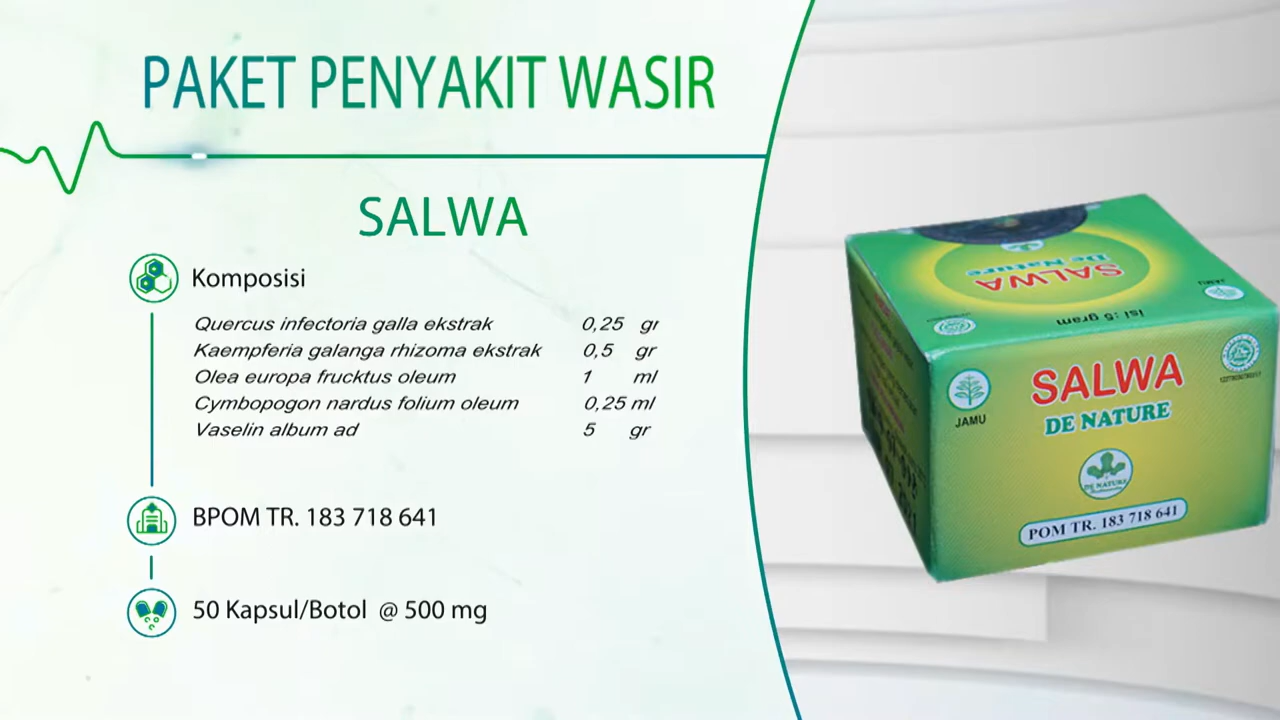 PAKET PENYAKIT WASIR
SALWA
Komposisi
Quercus infectoria galla ekstrak 0,25 gr
Kaempferia galanga rhizoma ekstrak 0,5 gr
Olea europa frucktus oleum 1 ml
Cymbopogon nardus folium oleum 0,25 ml
Vaselin album ad 5 gr
BPOM TR. 183 718 641
50 Kapsul/Botol @ 500 mg
De Nature
SALWA
JAMU
isi : 5 gram
SALWA
DE NATURE
JAMU
DE NATURE
POM TR. 183 718 641